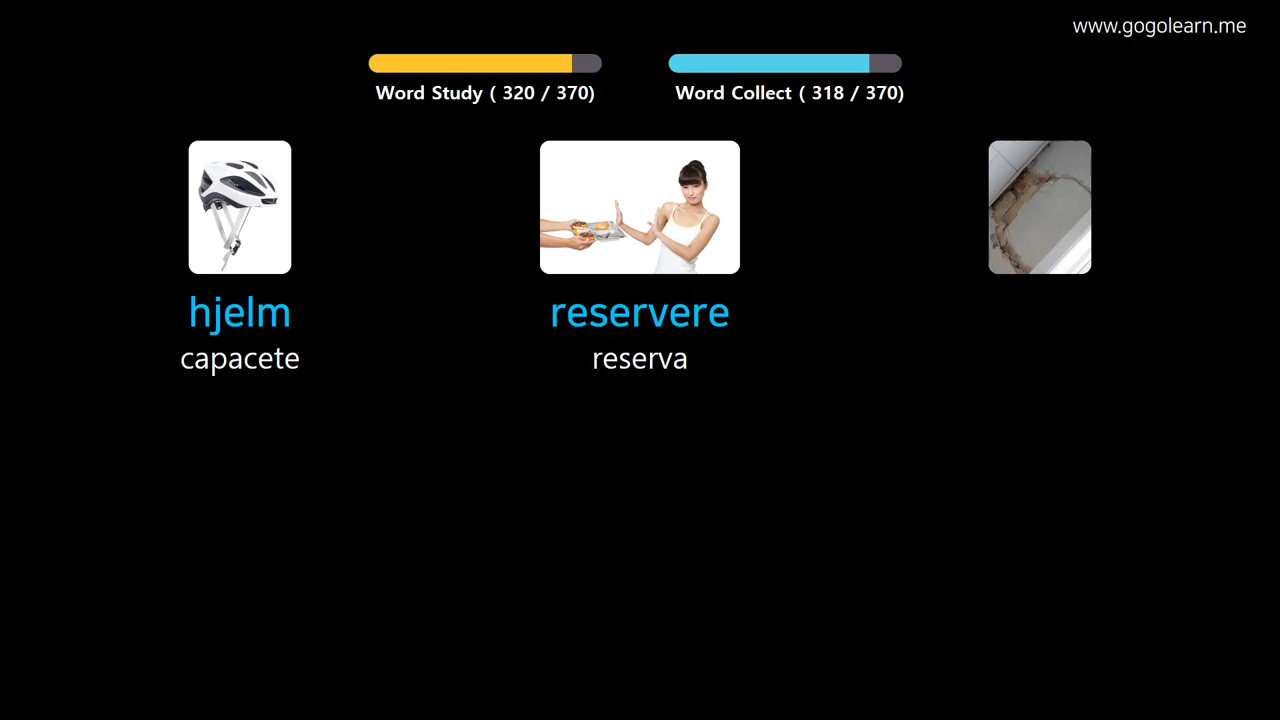 www.gogolearn.me
Word Study ( 320 / 370)
Word Collect ( 318 / 370)
hjelm
capacete
reservere
reserva